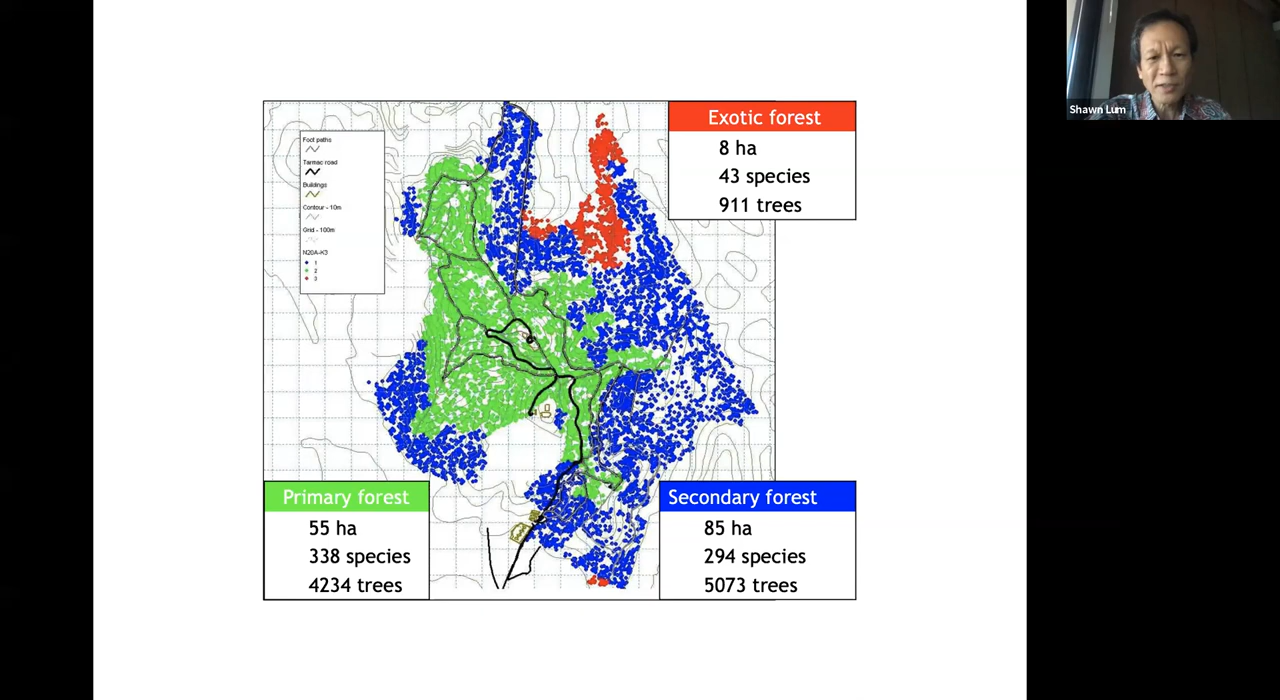 Shawn Lum
Exotic forest
8 ha
43 species
911 trees
Foot paths
Tarmac road
Buildings
Contour - 10m
Grid - 100m
N20A-K3
1
2
3
Primary forest
55 ha
338 species
4234 trees
Secondary forest
85 ha
294 species
5073 trees